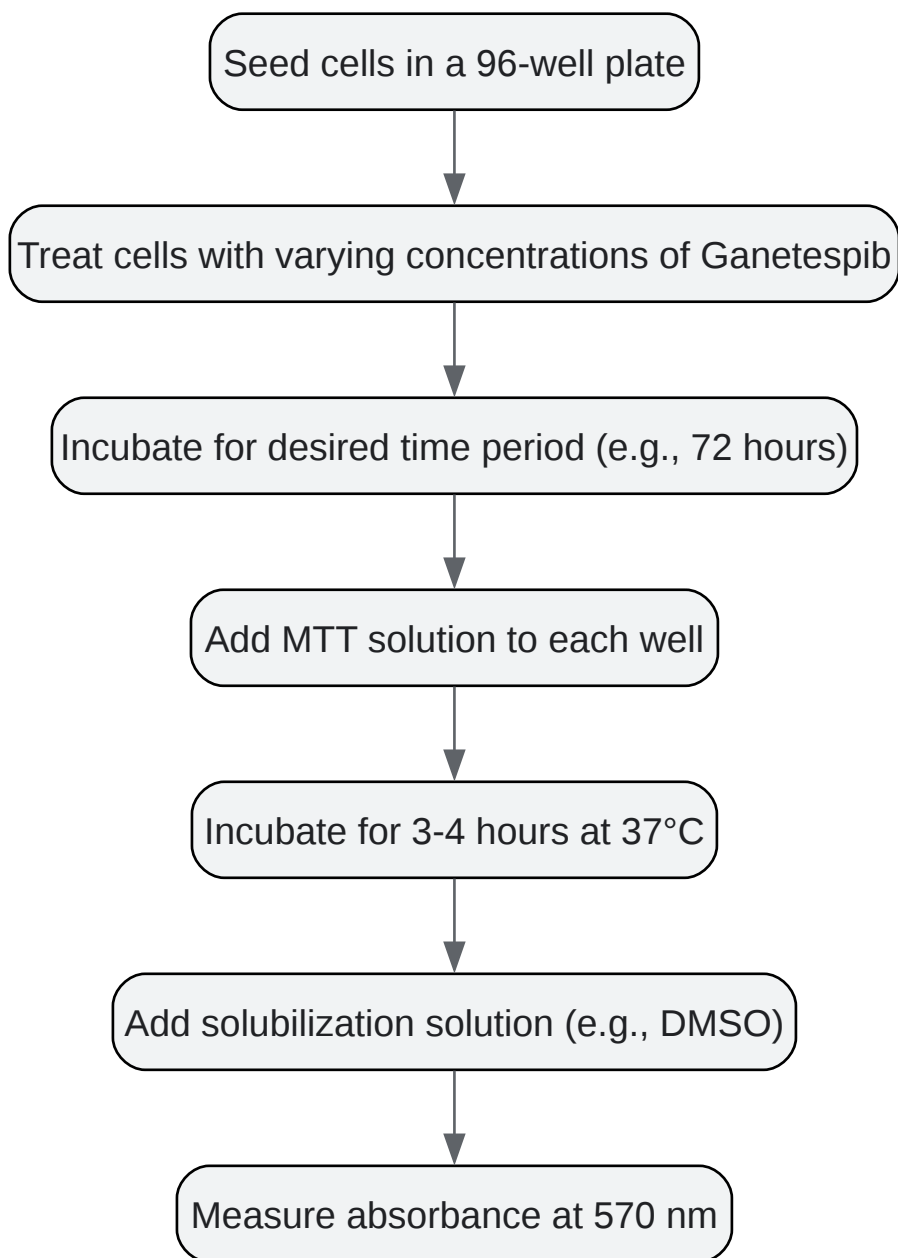 Seed cells in a 96-well plate
Treat cells with varying concentrations of Ganetespib
Incubate for desired time period (e.g., 72 hours)
Add MTT solution to each well
Incubate for 3-4 hours at 37°C
Add solubilization solution (e.g., DMSO)
Measure absorbance at 570 nm